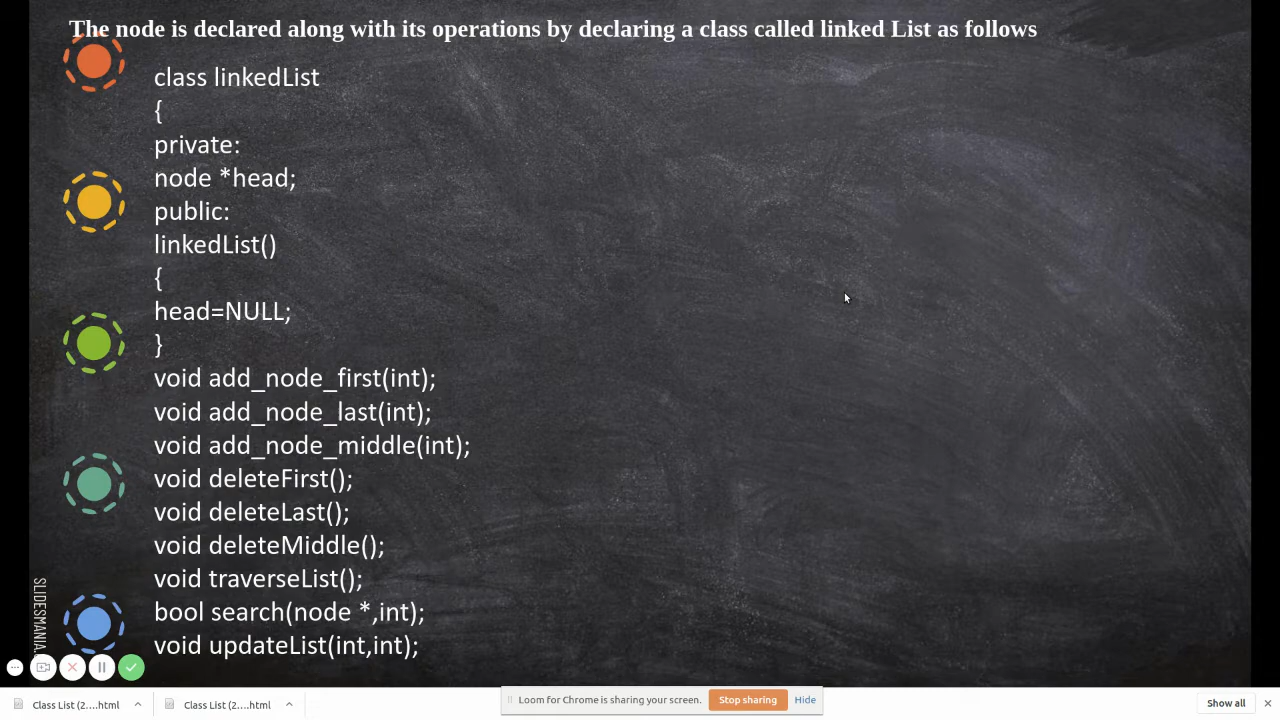 The node is declared along with its operations by declaring a class called linked List as follows
class linkedList
{
private:
node *head;
public:
linkedList()
{
head=NULL;
}
void add_node_first(int);
void add_node_last(int);
void add_node_middle(int);
void deleteFirst();
void deleteLast();
void deleteMiddle();
void traverseList();
bool search(node *,int);
void updateList(int,int);
SLIDESMANIA.
Class List (2....html
Class List (2....html
Loom for Chrome is sharing your screen.
Stop sharing
Hide
Show all